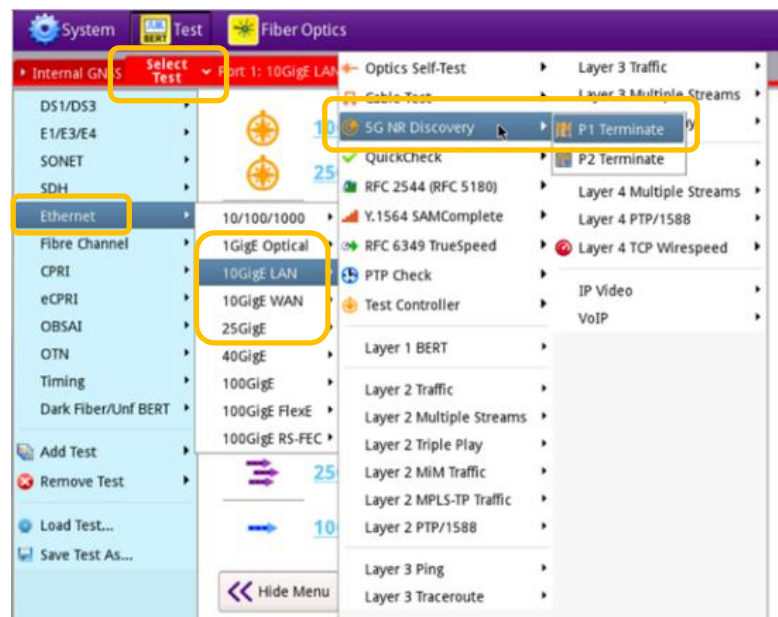 System
BERT
Test
Fiber Optics
Internal GNSS
Select
Test
Port 1: 10GigE LAN
DS1/DS3
E1/E3/E4
SONET
SDH
Ethernet
Fibre Channel
CPRI
eCPRI
OBSAI
OTN
Timing
Dark Fiber/Unf BERT
Add Test
Remove Test
Load Test...
Save Test As...
10
25
25
10
Hide Menu
10/100/1000
1GigE Optical
10GigE LAN
10GigE WAN
25GigE
40GigE
100GigE
100GigE FlexE
100GigE RS-FEC
Optics Self-Test
Cable Test
5G NR Discovery
QuickCheck
RFC 2544 (RFC 5180)
Y.1564 SAMComplete
RFC 6349 TrueSpeed
PTP Check
Test Controller
Layer 1 BERT
Layer 2 Traffic
Layer 2 Multiple Streams
Layer 2 Triple Play
Layer 2 MiM Traffic
Layer 2 MPLS-TP Traffic
Layer 2 PTP/1588
Layer 3 Ping
Layer 3 Traceroute
Layer 3 Traffic
Layer 3 Multiple Streams
P1 Terminate
P2 Terminate
Layer 4 Multiple Streams
Layer 4 PTP/1588
Layer 4 TCP Wirespeed
IP Video
VoIP